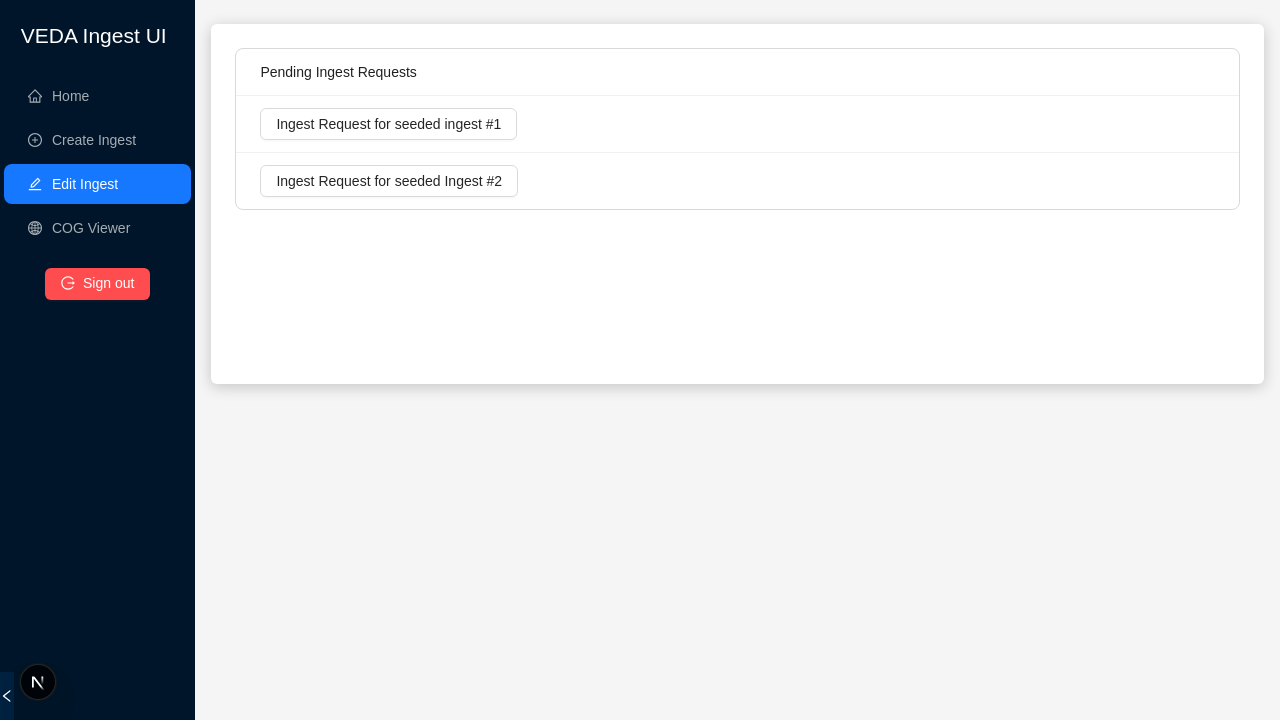 VEDA Ingest UI
Home
Create Ingest
Edit Ingest
COG Viewer
Sign out
Pending Ingest Requests
Ingest Request for seeded ingest #1
Ingest Request for seeded Ingest #2